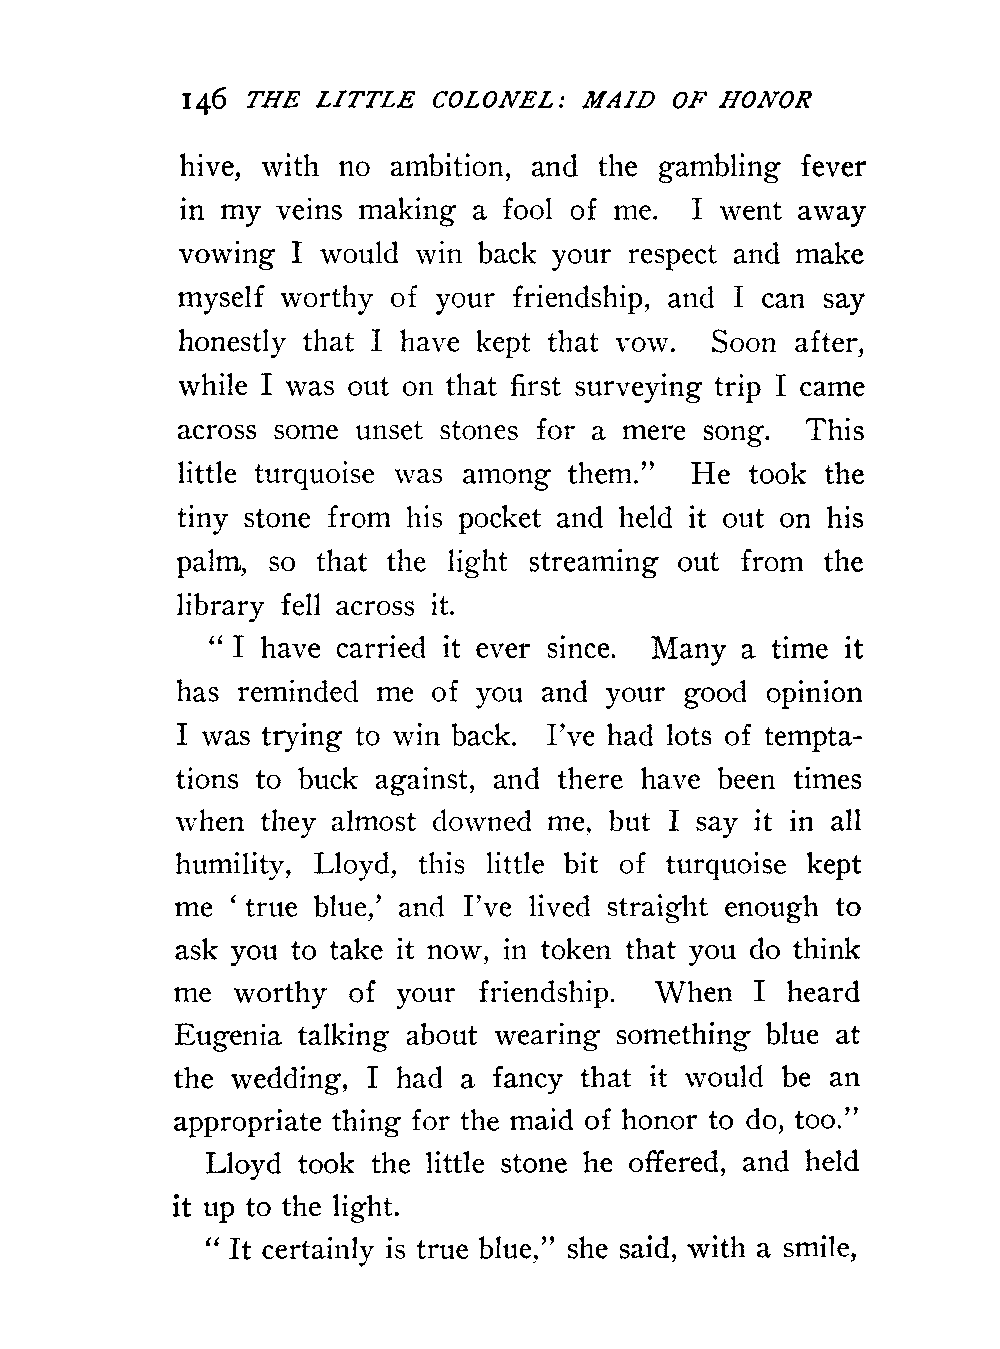 146 THE LITTLE COLONEL: MAID OF HONOR
hive, with no ambition, and the gambling fever
in my veins making a fool of me. I went away
vowing I would win back your respect and make
myself worthy of your friendship, and I can say
honestly that I have kept that vow. Soon after,
while I was out on that first surveying trip I came
across some unset stones for a mere song. This
little turquoise was among them.” He took the
tiny stone from his pocket and held it out on his
palm, so that the light streaming out from the
library fell across it.
“ I have carried it ever since. Many a time it
has reminded me of you and your good opinion
I was trying to win back. I’ve had lots of tempta-
tions to buck against, and there have been times
when they almost downed me, but I say it in all
humility, Lloyd, this little bit of turquoise kept
me ‘ true blue,’ and I’ve lived straight enough to
ask you to take it now, in token that you do think
me worthy of your friendship. When I heard
Eugenia talking about wearing something blue at
the wedding, I had a fancy that it would be an
appropriate thing for the maid of honor to do, too.”
Lloyd took the little stone he offered, and held
it up to the light.
“ It certainly is true blue,” she said, with a smile,